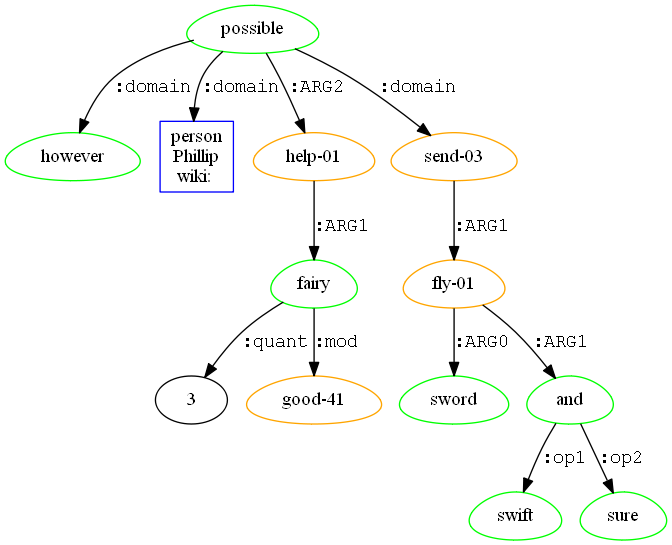 possible
:domain :domain :ARG2 :domain
however
person
Phillip
wiki:
help-01
send-03
:ARG1 :ARG1
fairy
fly-01
:quant :mod :ARG0 :ARG1
3
good-41
sword
and
:op1 :op2
swift
sure